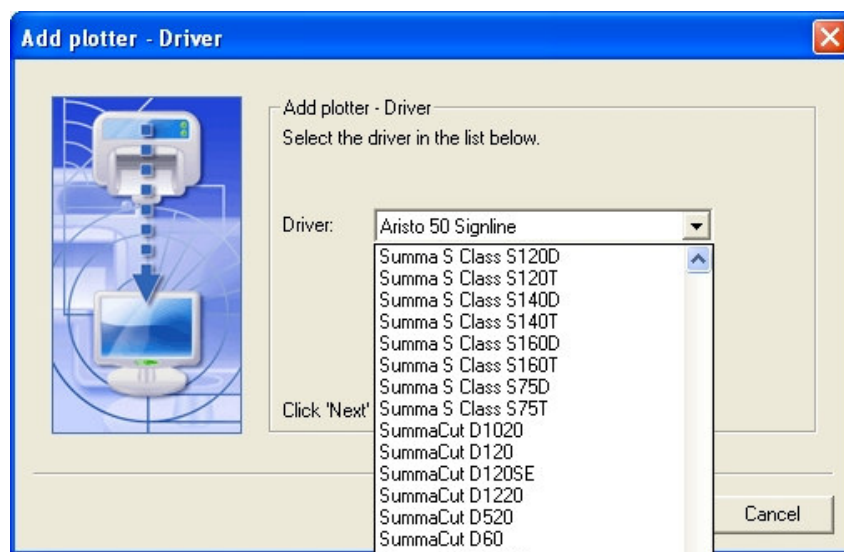 Add plotter - Driver
Add plotter - Driver
Select the driver in the list below.
Driver:
Aristo 50 Signline
Summa S Class S120D
Summa S Class S120T
Summa S Class S140D
Summa S Class S140T
Summa S Class S160D
Summa S Class S160T
Summa S Class S75D
Summa S Class S75T
Click 'Next'
SummaCut D1020
SummaCut D120
SummaCut D120SE
SummaCut D1220
SummaCut D520
SummaCut D60
Cancel